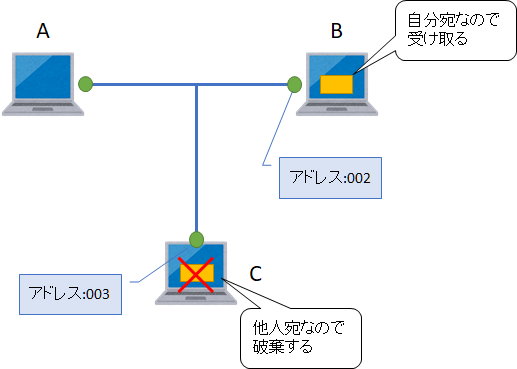 A
B
自分宛なので
受け取る
アドレス:002
アドレス:003
C
他人宛なので
破棄する